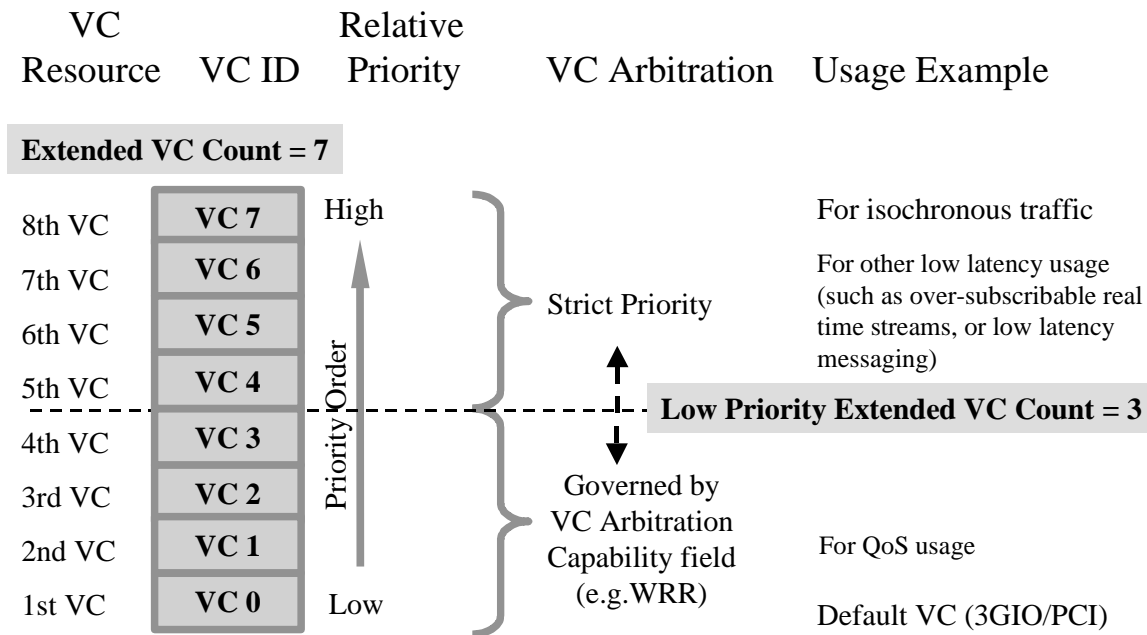 VC Resource
VC ID
Relative Priority
VC Arbitration
Usage Example
Extended VC Count = 7
8th VC
VC 7
High
For isochronous traffic
7th VC
VC 6
For other low latency usage
(such as over-subscribable real
time streams, or low latency
messaging)
6th VC
VC 5
Strict Priority
5th VC
VC 4
Priority Order
Low Priority Extended VC Count = 3
4th VC
VC 3
Governed by
VC Arbitration
Capability field
(e.g.WRR)
3rd VC
VC 2
2nd VC
VC 1
For QoS usage
1st VC
VC 0
Low
Default VC (3GIO/PCI)